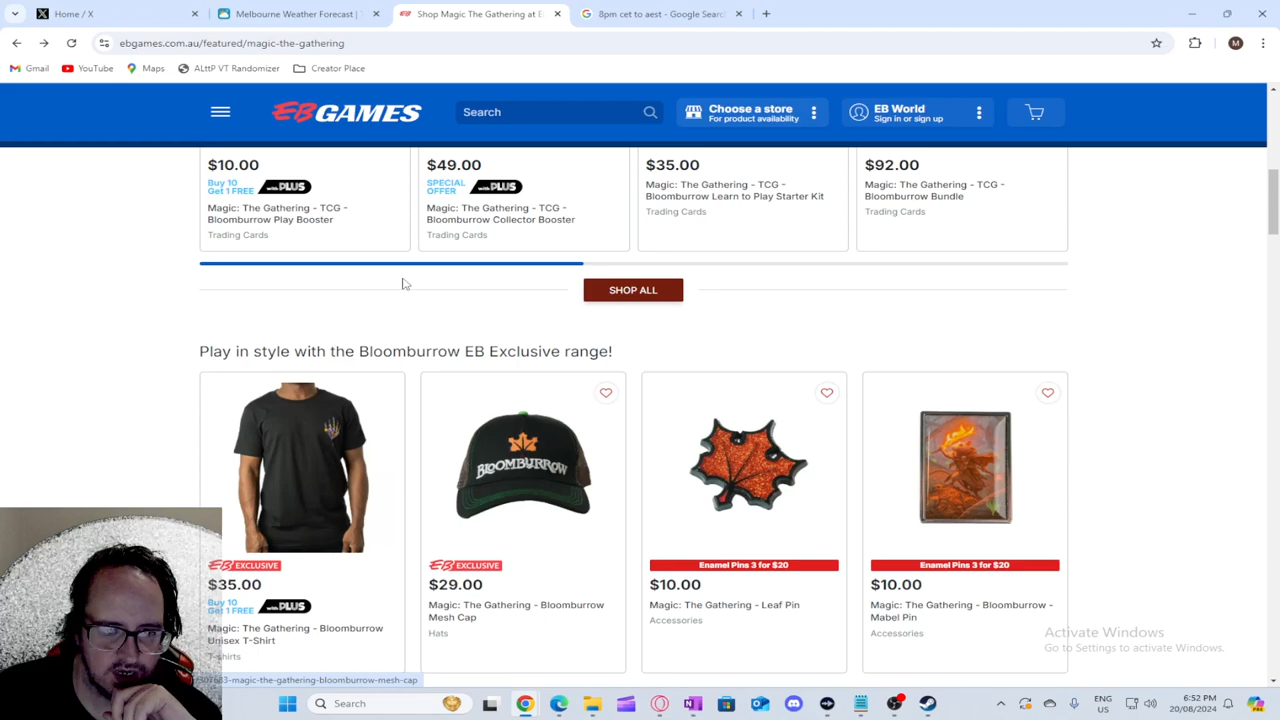 Home / X
Melbourne Weather Forecast |
Shop Magic The Gathering at E
8pm cet to aest - Google Searc
ebgames.com.au/featured/magic-the-gathering
M
Gmail
YouTube
Maps
ALttP VT Randomizer
Creator Place
EB GAMES
Search
Choose a store
For product availability
EB World
Sign in or sign up
$10.00
Buy 10
Get 1 FREE
with PLUS
Magic: The Gathering - TCG -
Bloomburrow Play Booster
Trading Cards
$49.00
SPECIAL
OFFER
with PLUS
Magic: The Gathering - TCG -
Bloomburrow Collector Booster
Trading Cards
$35.00
Magic: The Gathering - TCG -
Bloomburrow Learn to Play Starter Kit
Trading Cards
$92.00
Magic: The Gathering - TCG -
Bloomburrow Bundle
Trading Cards
SHOP ALL
Play in style with the Bloomburrow EB Exclusive range!
EB EXCLUSIVE
$35.00
Buy 10
Get 1 FREE
with PLUS
Magic: The Gathering - Bloomburrow
Unisex T-Shirt
T-shirts
BLOOMBURROW
EB EXCLUSIVE
$29.00
Magic: The Gathering - Bloomburrow
Mesh Cap
Hats
Enamel Pins 3 for $20
$10.00
Magic: The Gathering - Leaf Pin
Accessories
Enamel Pins 3 for $20
$10.00
Magic: The Gathering - Bloomburrow -
Mabel Pin
Accessories
Activate Windows
Go to Settings to activate Windows.
/307683-magic-the-gathering-bloomburrow-mesh-cap
Search
ENG
US
6:52 PM
20/08/2024